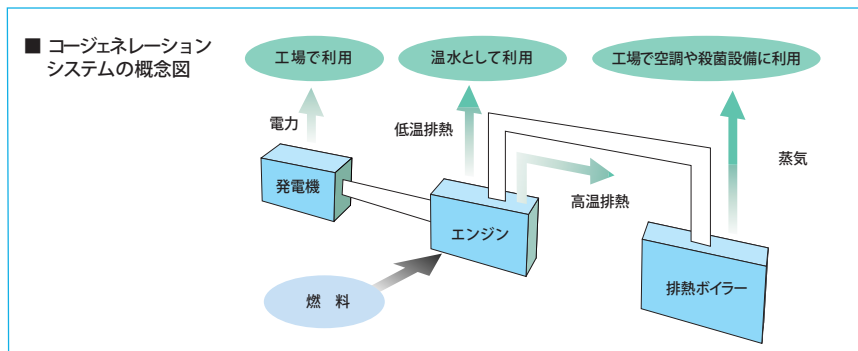 ■ コージェネレーション
システムの概念図
工場で利用
温水として利用
工場で空調や殺菌設備に利用
電力
低温排熱
蒸気
発電機
高温排熱
エンジン
排熱ボイラー
燃 料